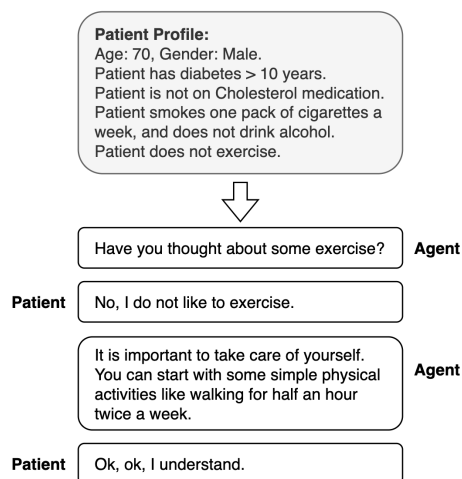 Patient Profile:
Age: 70, Gender: Male.
Patient has diabetes > 10 years.
Patient is not on Cholesterol medication.
Patient smokes one pack of cigarettes a
week, and does not drink alcohol.
Patient does not exercise.
Have you thought about some exercise?
Agent
Patient
No, I do not like to exercise.
It is important to take care of yourself.
You can start with some simple physical
activities like walking for half an hour
twice a week.
Agent
Patient
Ok, ok, I understand.